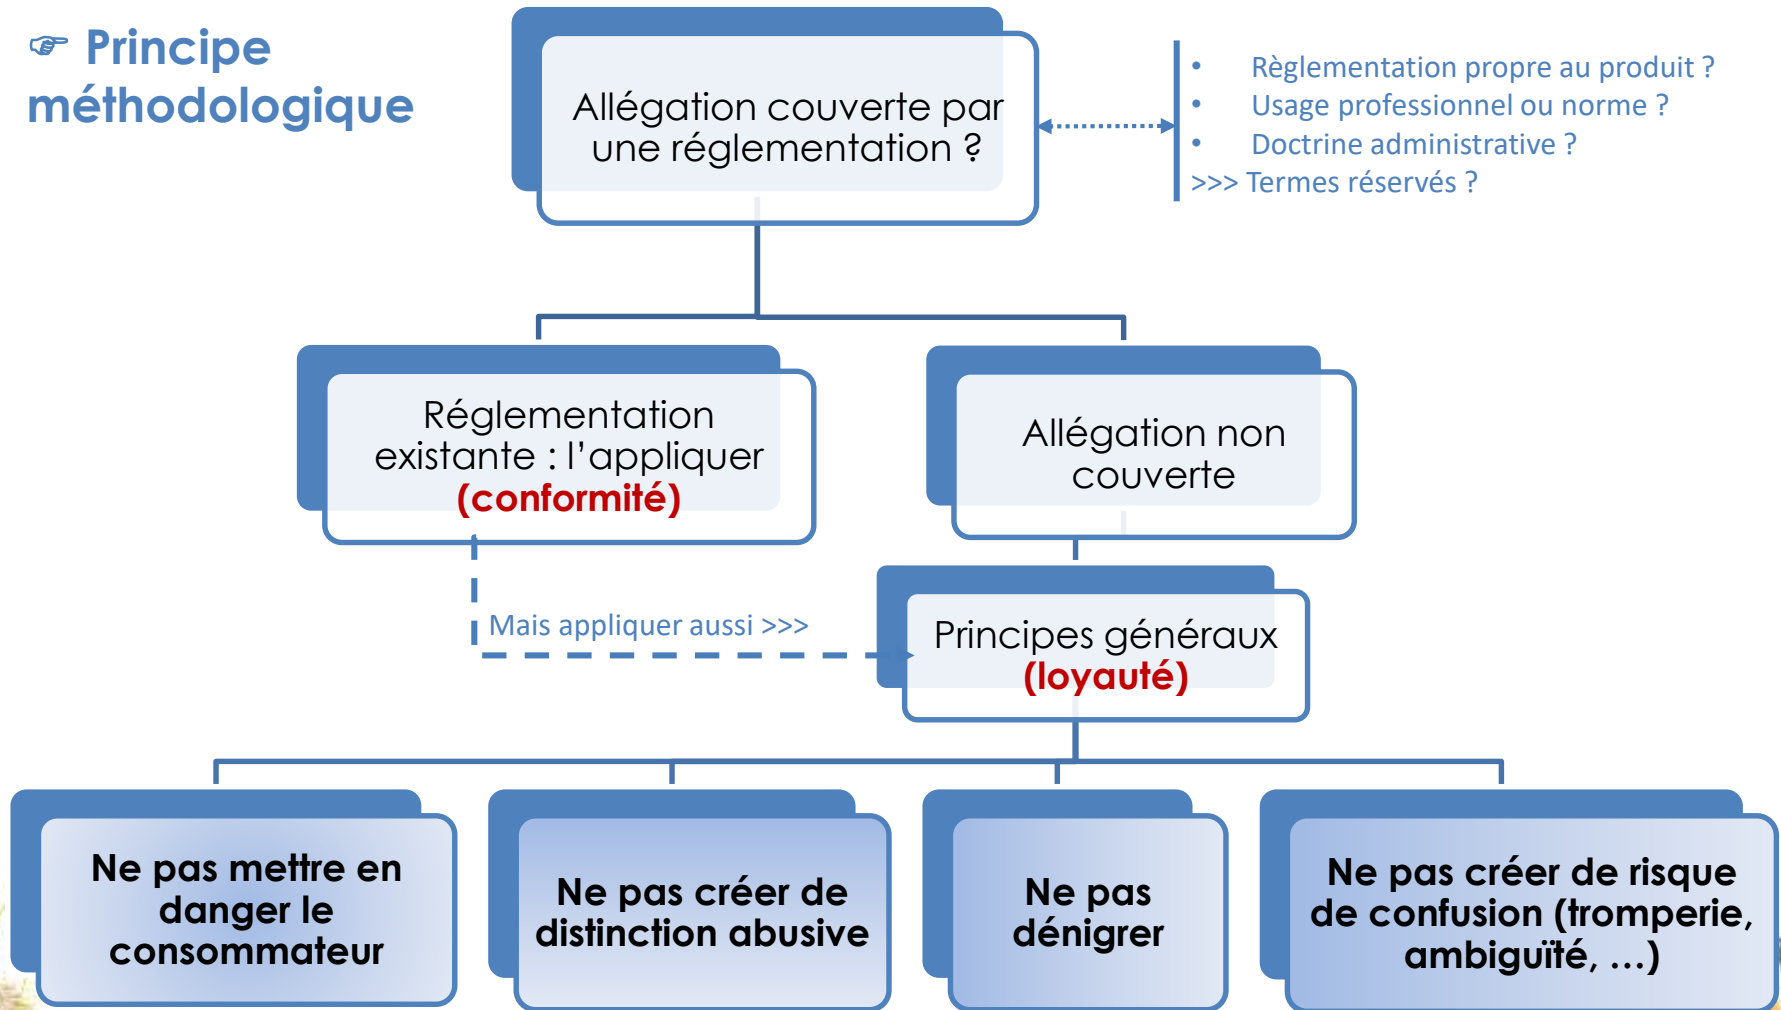 ☞ Principe
méthodologique
Allégation couverte par
une réglementation ?
• Règlementation propre au produit ?
• Usage professionnel ou norme ?
• Doctrine administrative ?
>>> Termes réservés ?
Réglementation
existante : l’appliquer
(conformité)
Allégation non
couverte
Mais appliquer aussi >>>
Principes généraux
(loyauté)
Ne pas mettre en
danger le
consommateur
Ne pas créer de
distinction abusive
Ne pas
dénigrer
Ne pas créer de risque
de confusion (tromperie,
ambiguïté, …)